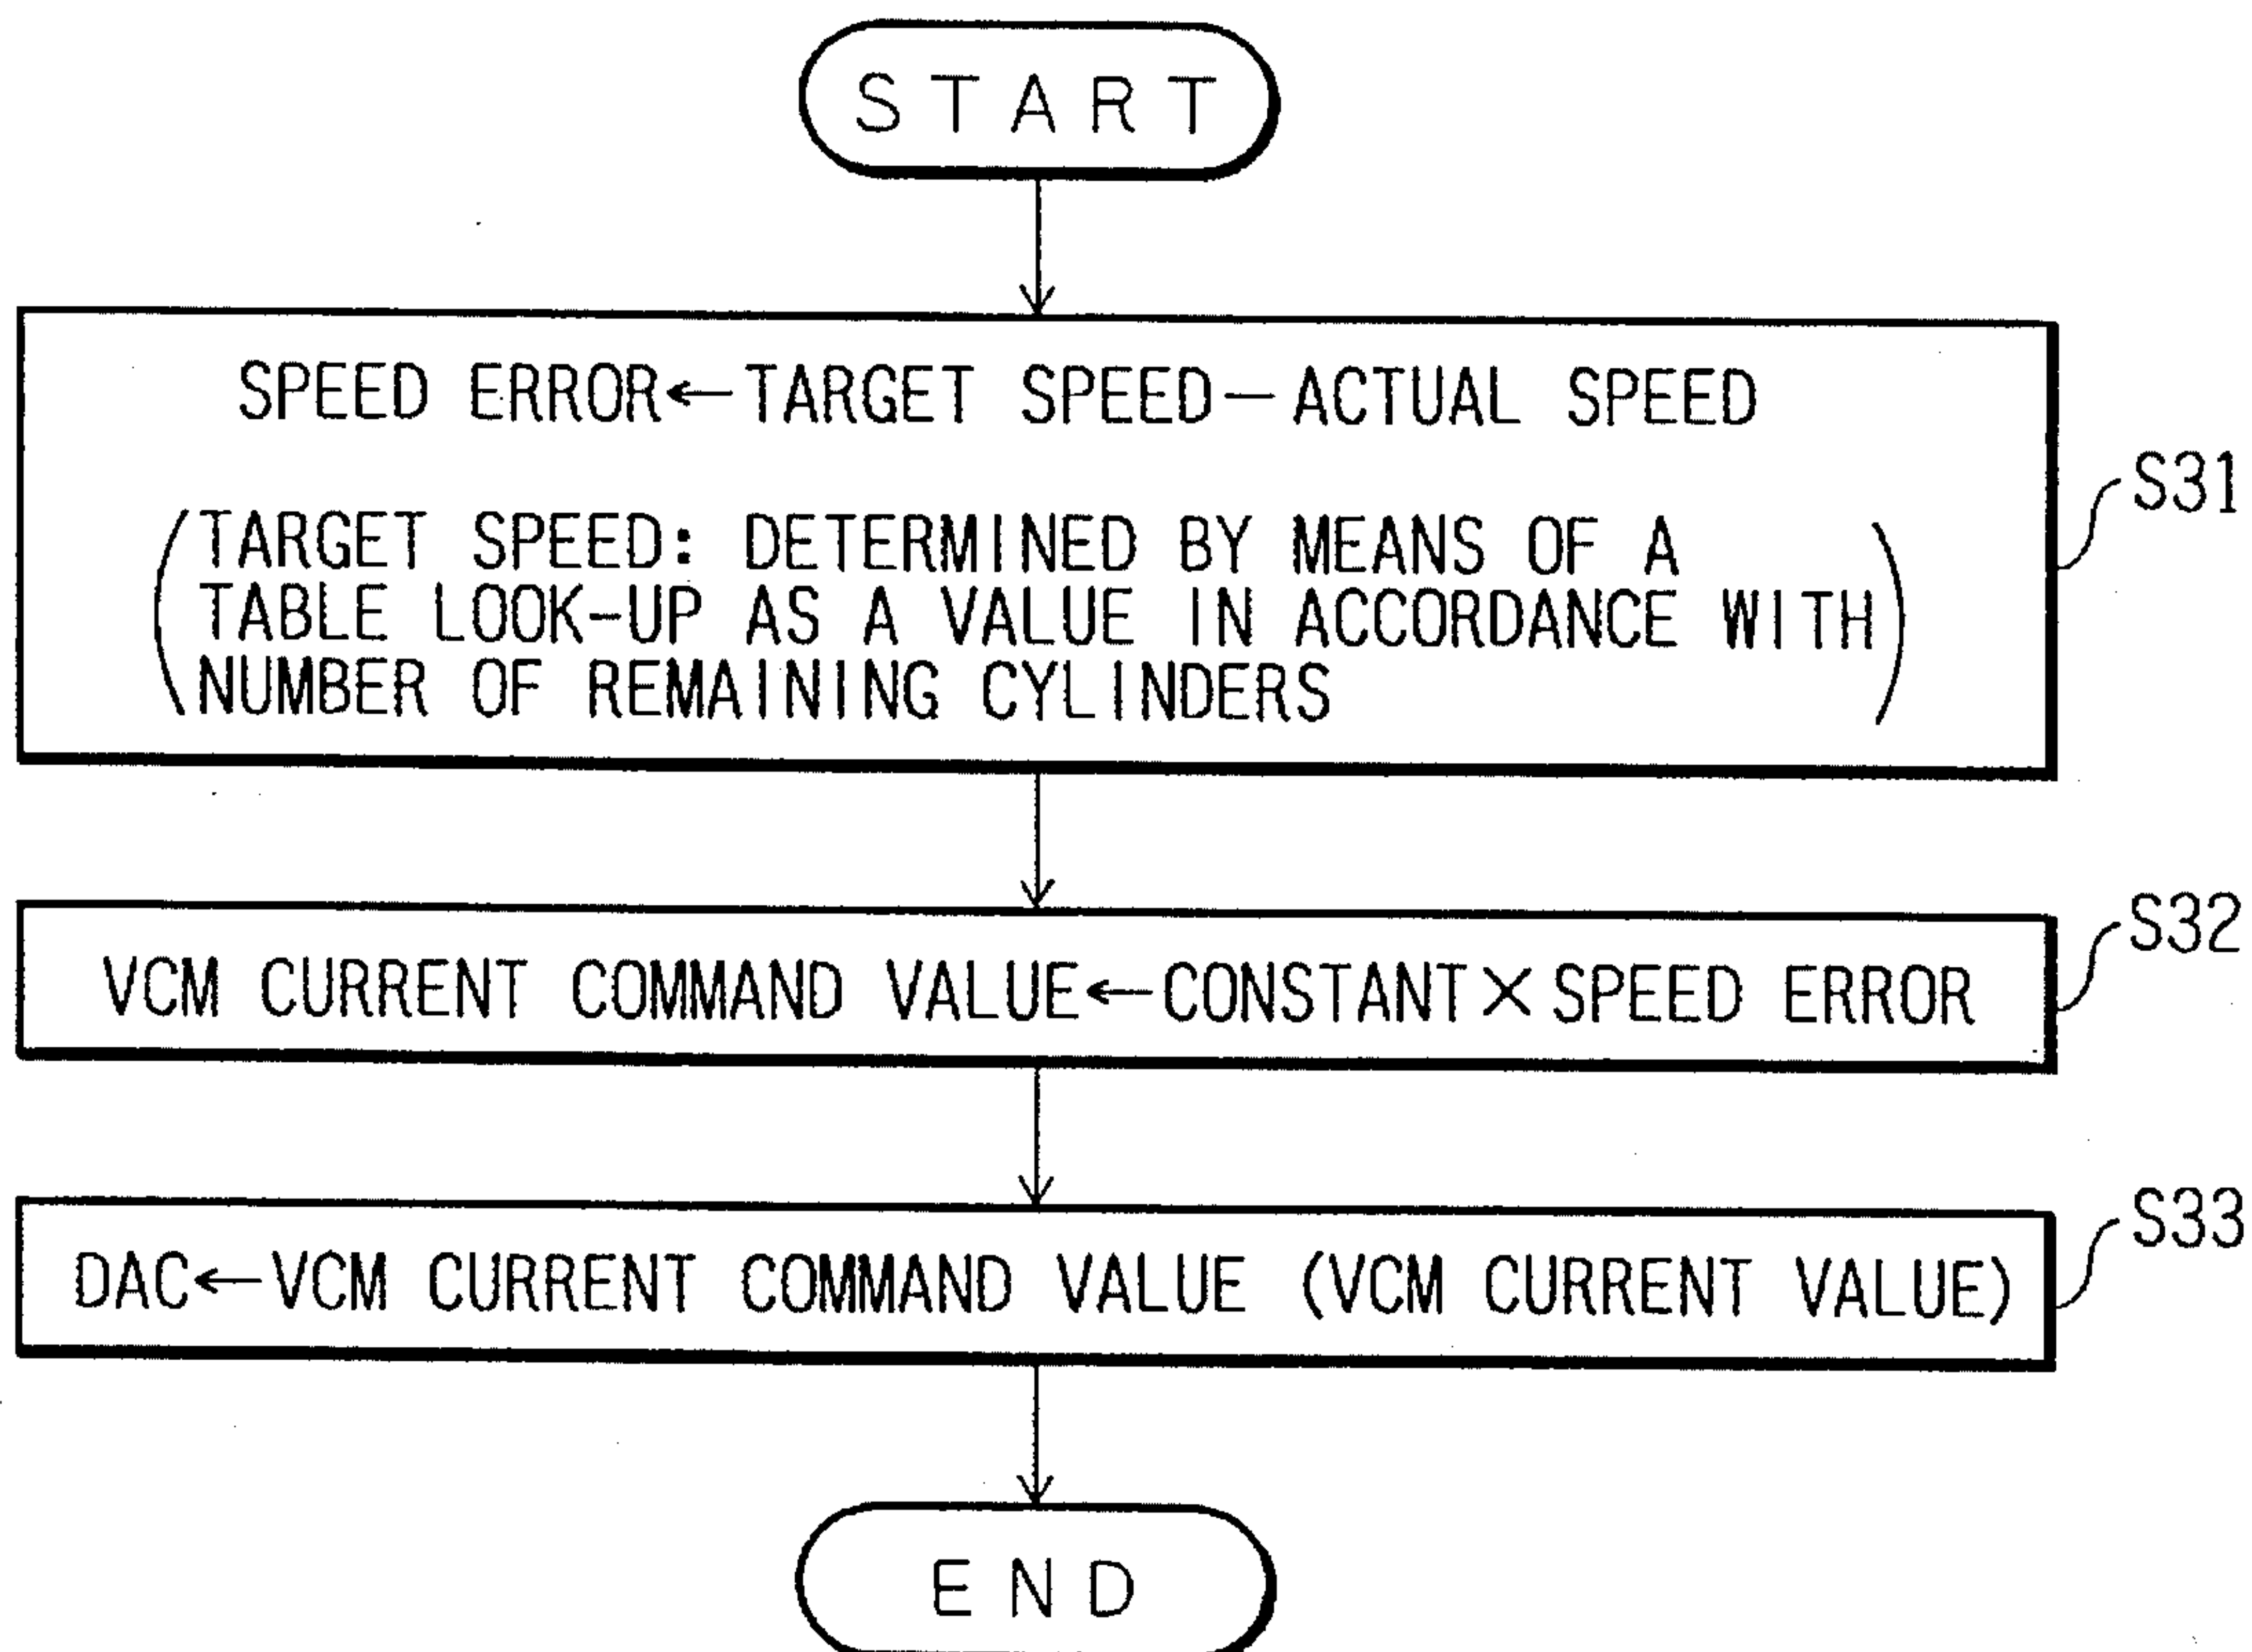 START
SPEED ERROR←TARGET SPEED—ACTUAL SPEED
S31
(TARGET SPEED: DETERMINED BY MEANS OF A
TABLE LOOK-UP AS A VALUE IN ACCORDANCE WITH
NUMBER OF REMAINING CYLINDERS)
S32
VCM CURRENT COMMAND VALUE←CONSTANT×SPEED ERROR
S33
DAC←VCM CURRENT COMMAND VALUE (VCM CURRENT VALUE)
END